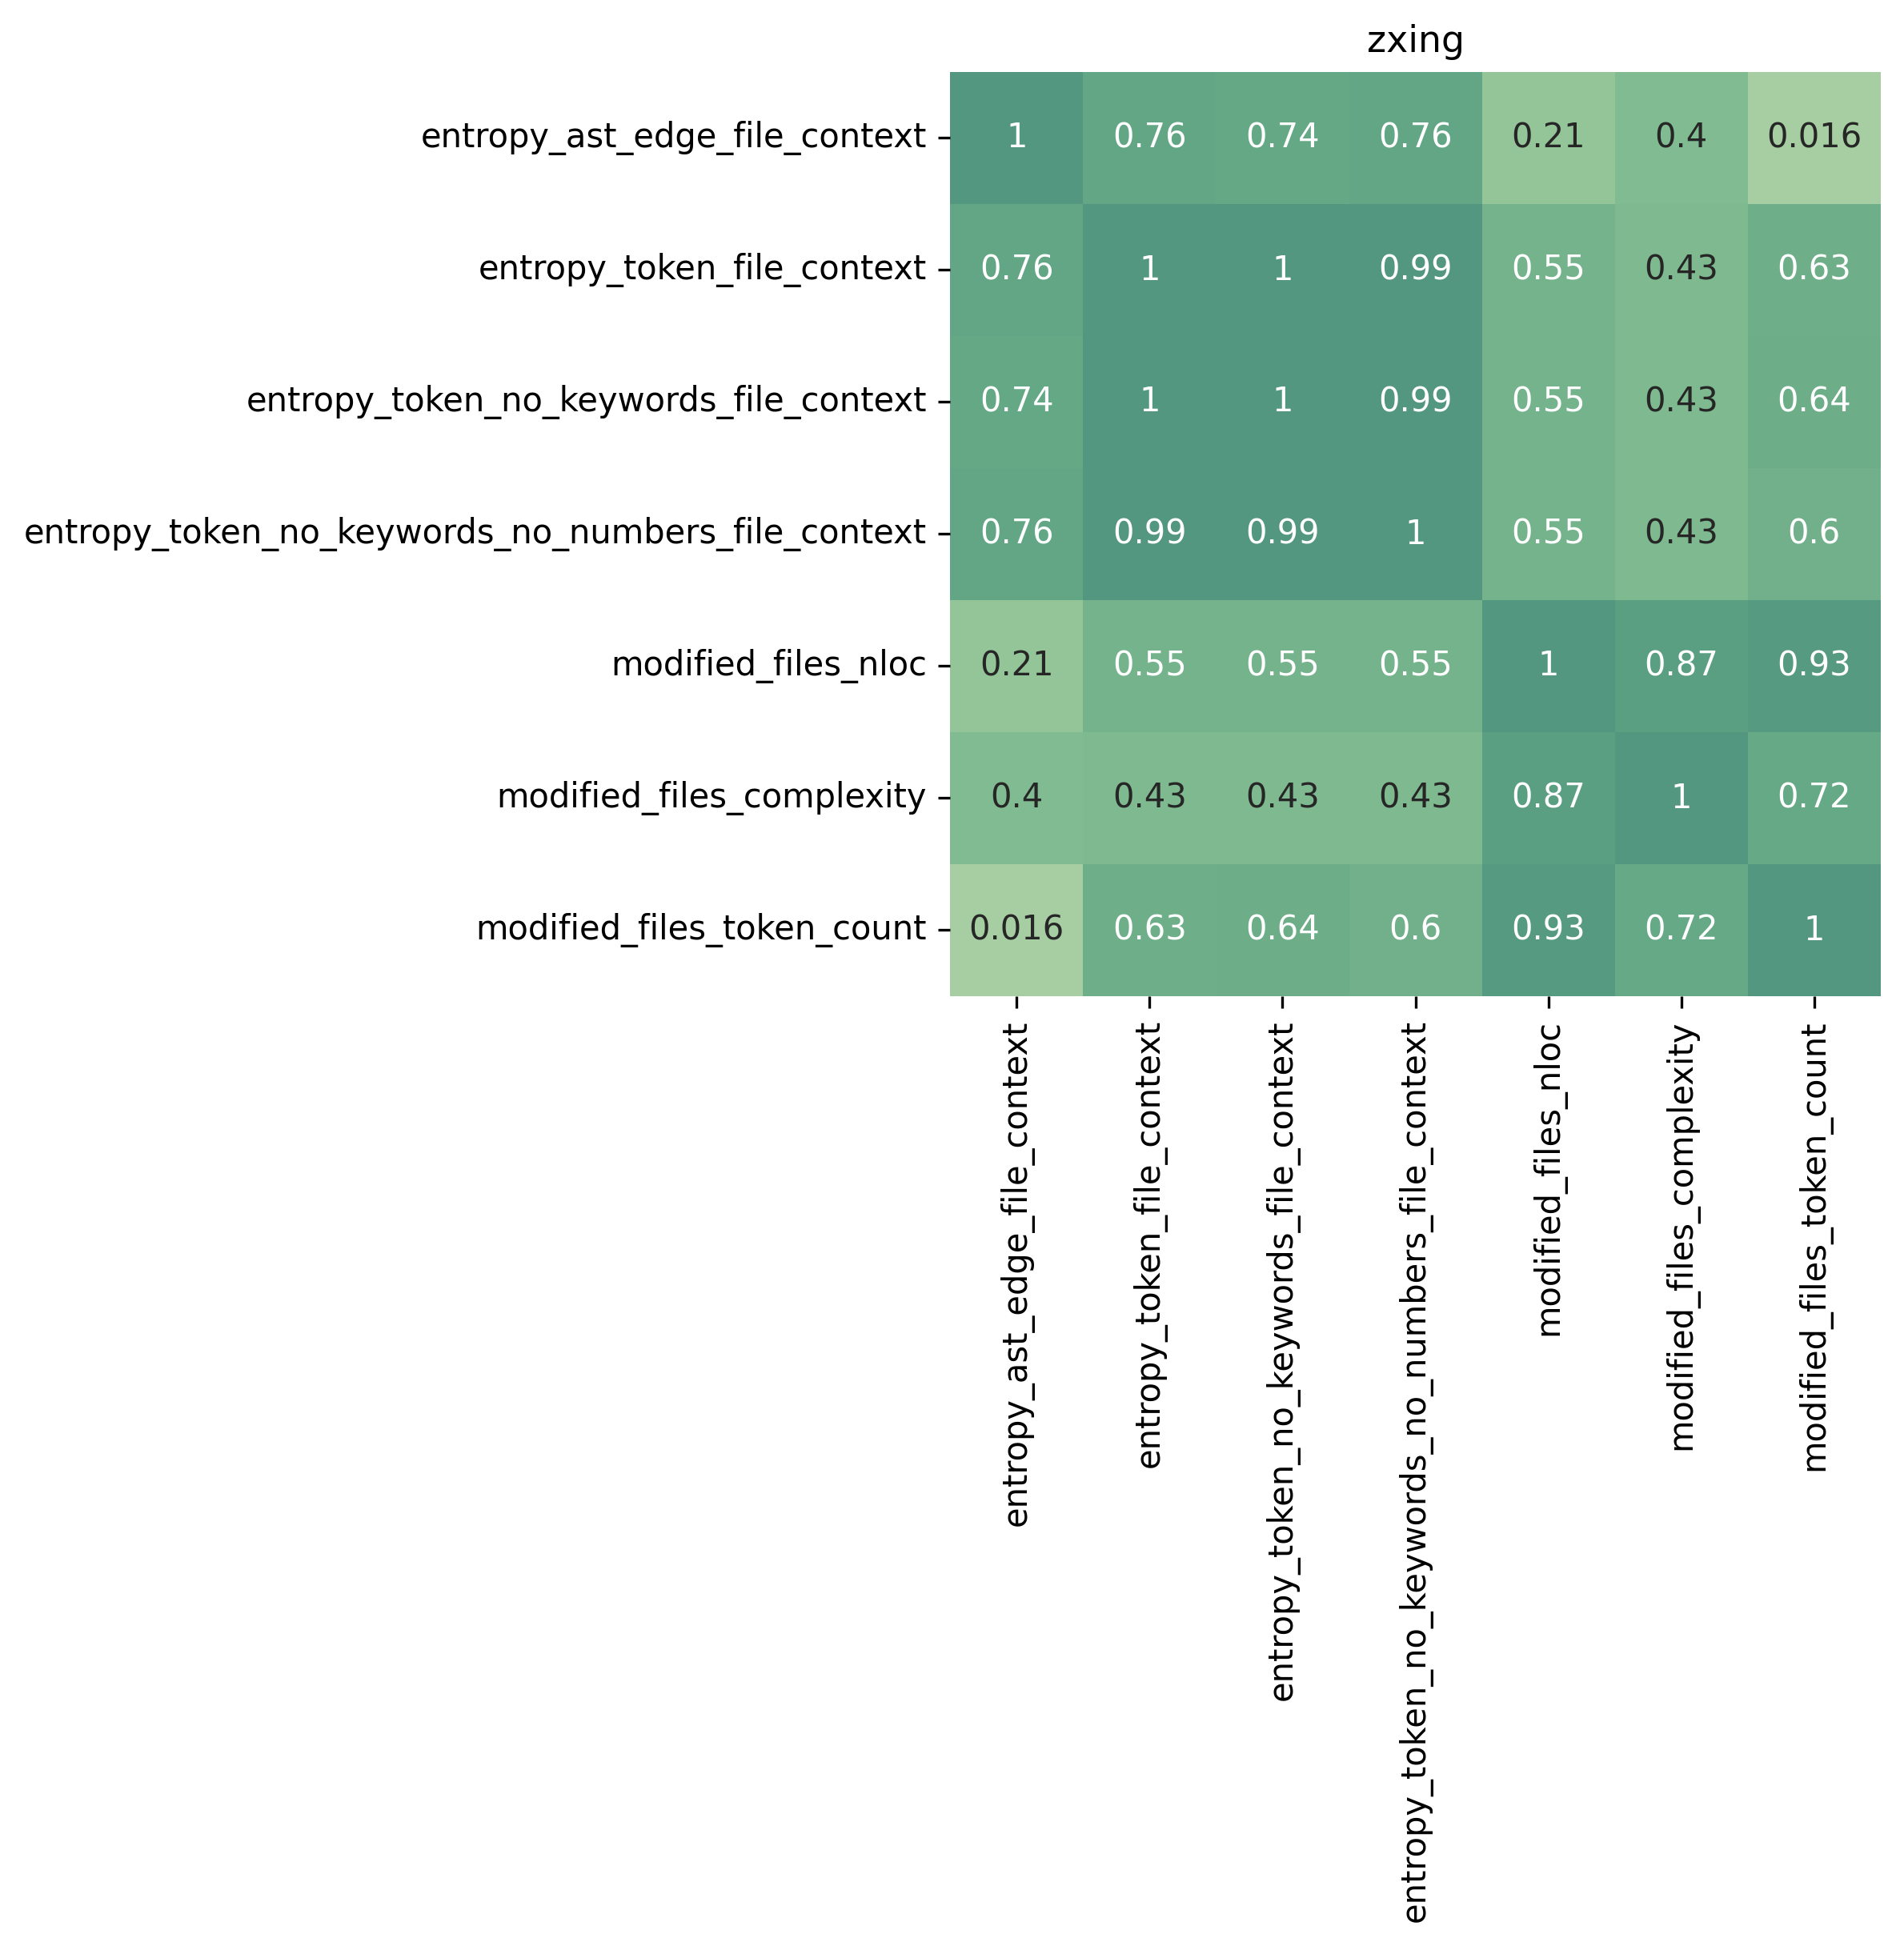 zxing
entropy_ast_edge_file_context 1 0.76 0.74 0.76 0.21 0.4 0.016
entropy_token_file_context 0.76 1 1 0.99 0.55 0.43 0.63
entropy_token_no_keywords_file_context 0.74 1 1 0.99 0.55 0.43 0.64
entropy_token_no_keywords_no_numbers_file_context 0.76 0.99 0.99 1 0.55 0.43 0.6
modified_files_nloc 0.21 0.55 0.55 0.55 1 0.87 0.93
modified_files_complexity 0.4 0.43 0.43 0.43 0.87 1 0.72
modified_files_token_count 0.016 0.63 0.64 0.6 0.93 0.72 1
entropy_ast_edge_file_context
entropy_token_file_context
entropy_token_no_keywords_file_context
entropy_token_no_keywords_no_numbers_file_context
modified_files_nloc
modified_files_complexity
modified_files_token_count